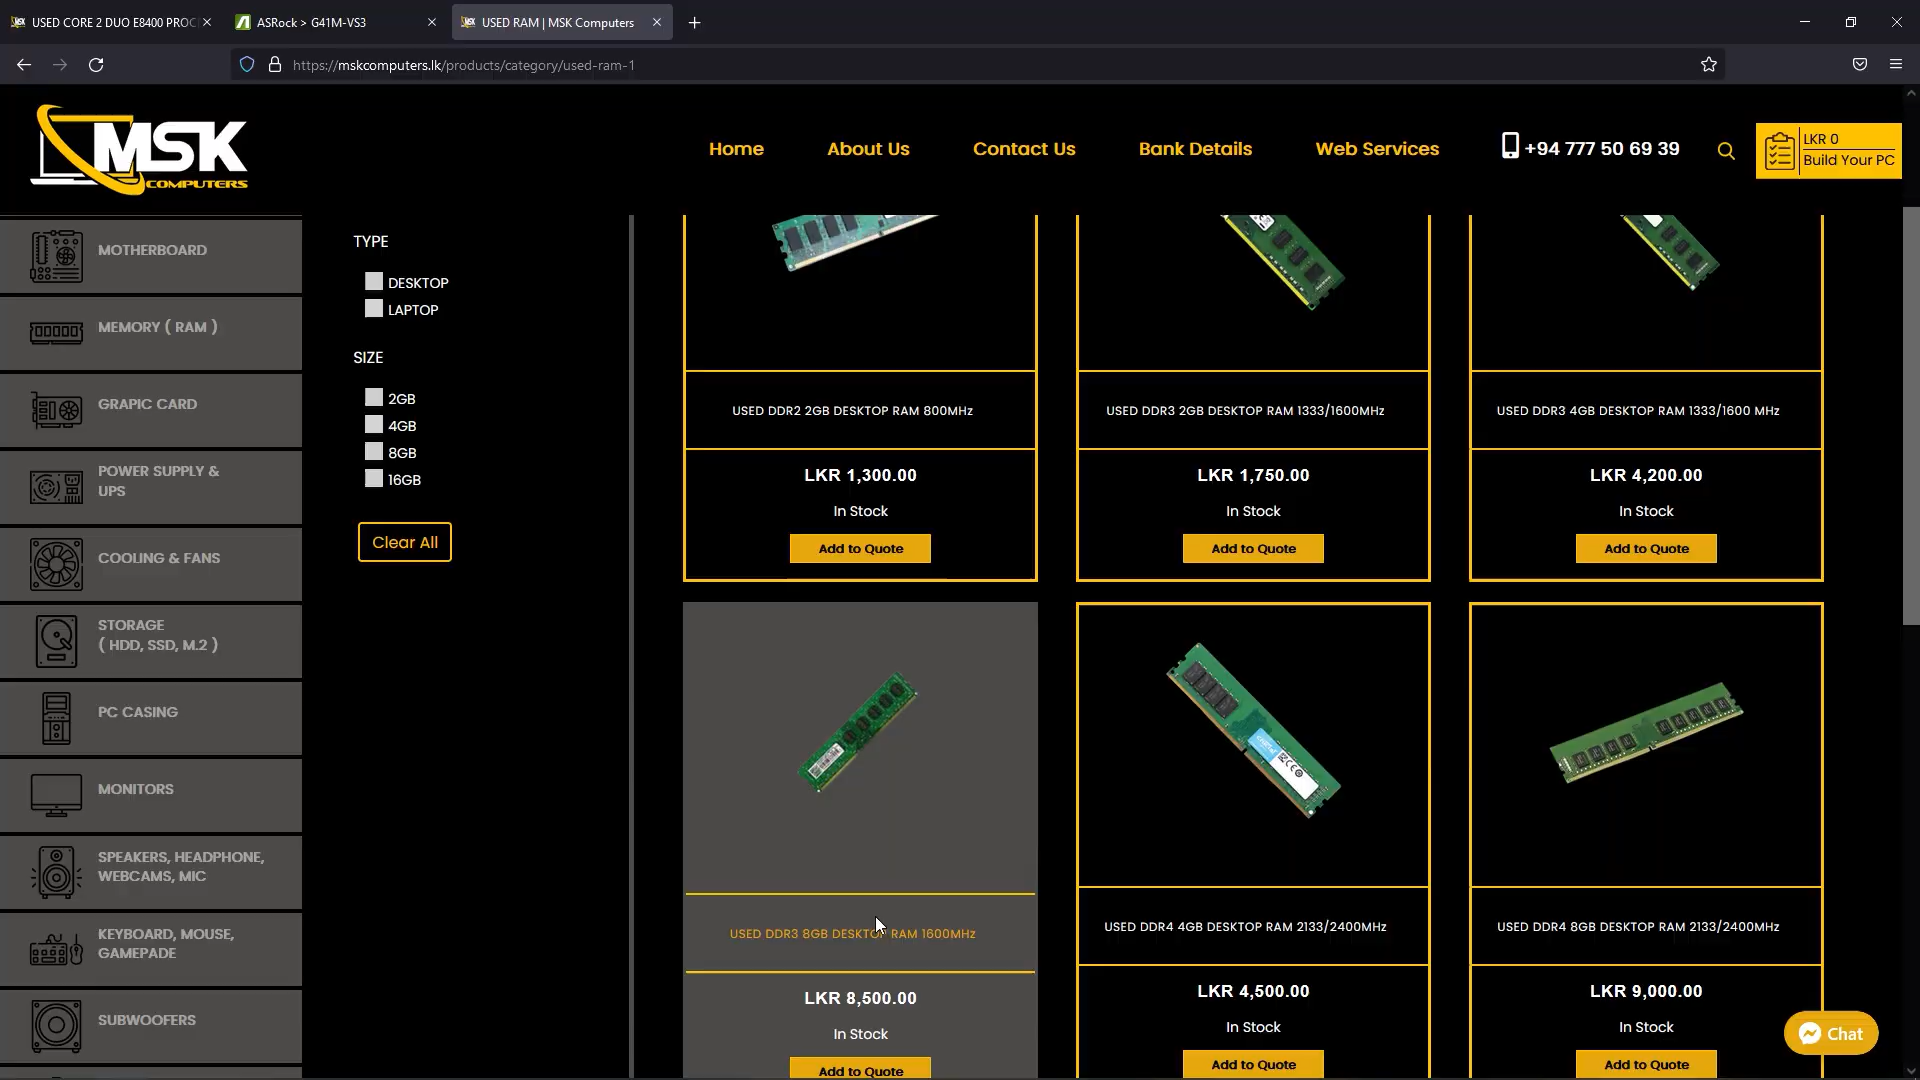 USED CORE 2 DUO E8400 PROC
ASRock > G41M-VS3
USED RAM | MSK Computers
https://mskcomputers.lk/products/category/used-ram-1
MSK
COMPUTERS
Home
About Us
Contact Us
Bank Details
Web Services
+94 777 50 69 39
LKR 0
Build Your PC
MOTHERBOARD
MEMORY ( RAM )
GRAPIC CARD
POWER SUPPLY &
UPS
COOLING & FANS
STORAGE
( HDD, SSD, M.2 )
PC CASING
MONITORS
SPEAKERS, HEADPHONE,
WEBCAMS, MIC
KEYBOARD, MOUSE,
GAMEPADE
SUBWOOFERS
TYPE
DESKTOP
LAPTOP
SIZE
2GB
4GB
8GB
16GB
Clear All
USED DDR2 2GB DESKTOP RAM 800MHz
LKR 1,300.00
In Stock
Add to Quote
USED DDR3 2GB DESKTOP RAM 1333/1600MHz
LKR 1,750.00
In Stock
Add to Quote
USED DDR3 4GB DESKTOP RAM 1333/1600 MHz
LKR 4,200.00
In Stock
Add to Quote
USED DDR3 8GB DESKTOP RAM 1600MHz
LKR 8,500.00
In Stock
Add to Quote
USED DDR4 4GB DESKTOP RAM 2133/2400MHz
LKR 4,500.00
In Stock
Add to Quote
USED DDR4 8GB DESKTOP RAM 2133/2400MHz
LKR 9,000.00
In Stock
Add to Quote
Chat